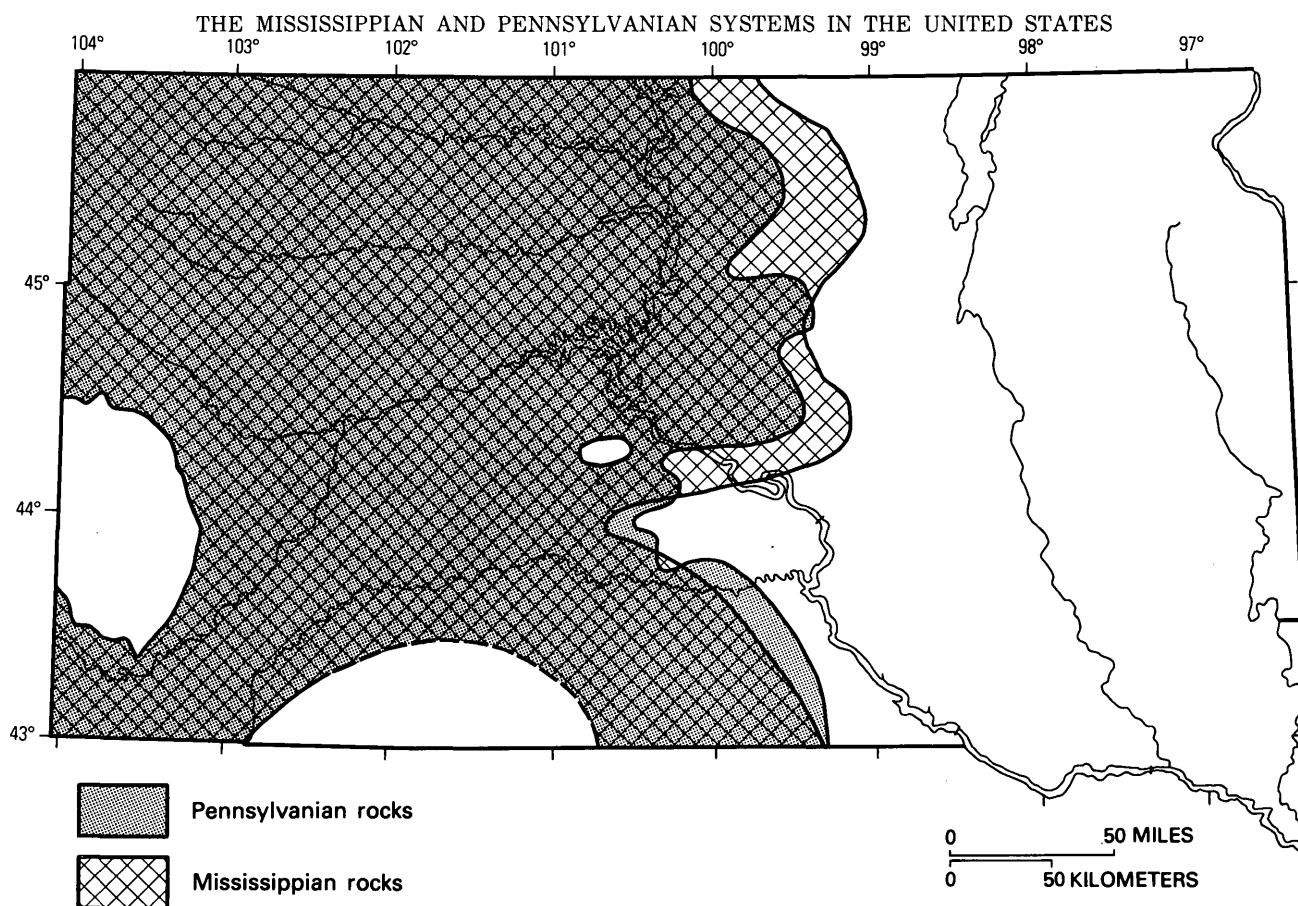 THE MISSISSIPPIAN AND PENNSYLVANIAN SYSTEMS IN THE UNITED STATES
104° 103° 102° 101° 100° 99° 98° 97°
45°
44°
43°
Pennsylvanian rocks
Mississippian rocks
0 50 MILES
0 50 KILOMETERS